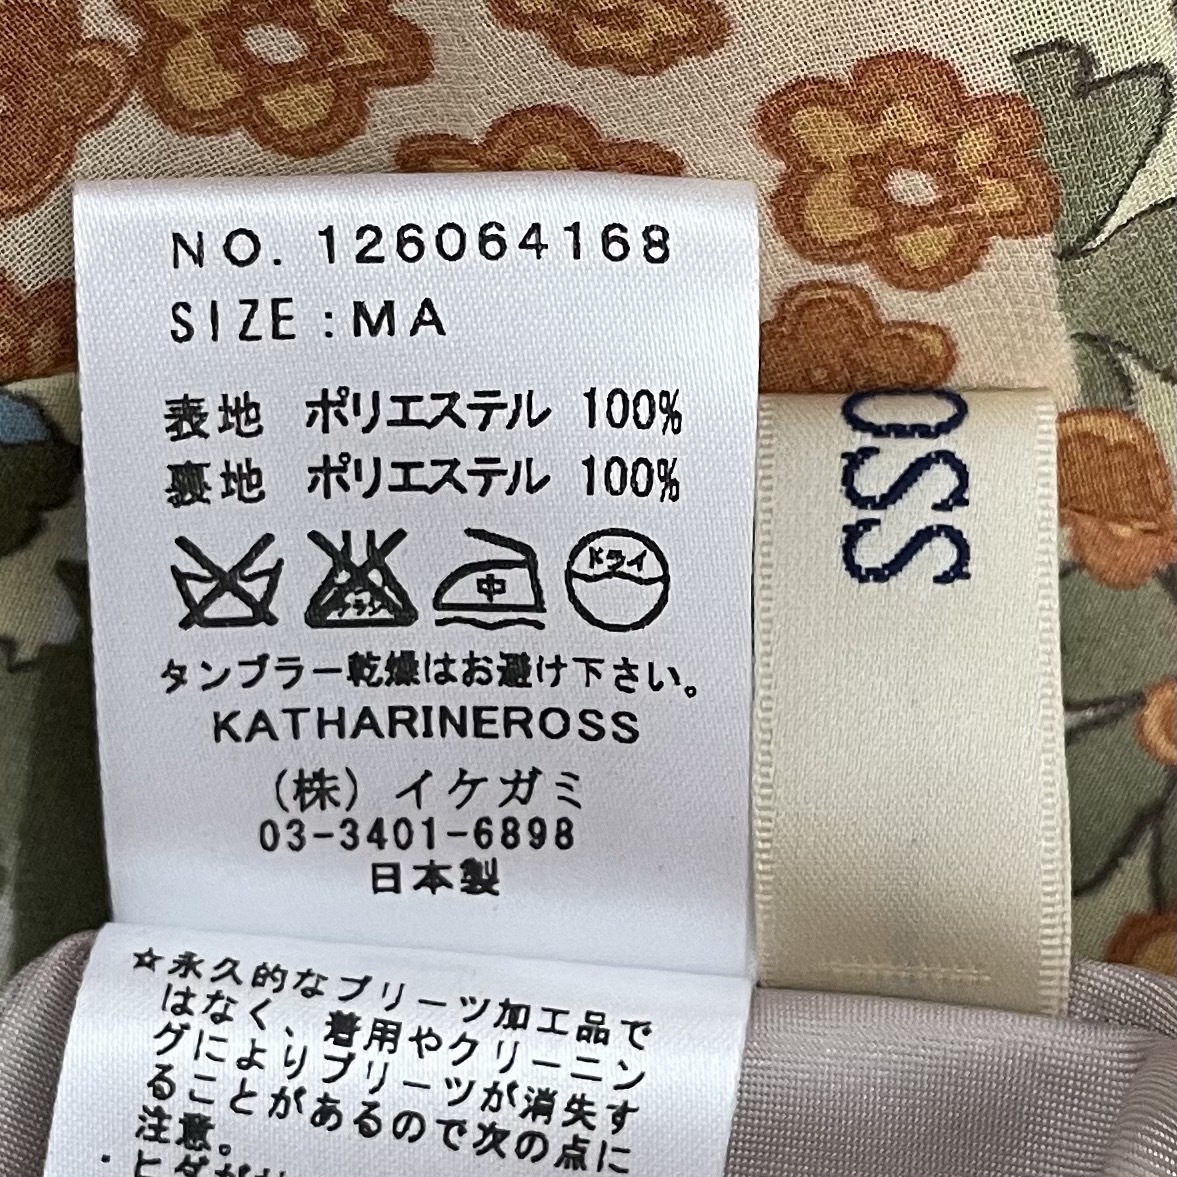 NO. 126064168
SIZE:MA
表地 ポリエステル 100%
裏地 ポリエステル 100%
中
ドライ
タンブラー乾燥はお避け下さい。
KATHARINEROSS
(株)イケガミ
03-3401-6898
日本製
☆永久的なプリーツ加工品で
はなく、着用やクリーニン
グによりプリーツが消失す
ることがあるので次の点に
注意。
OSS